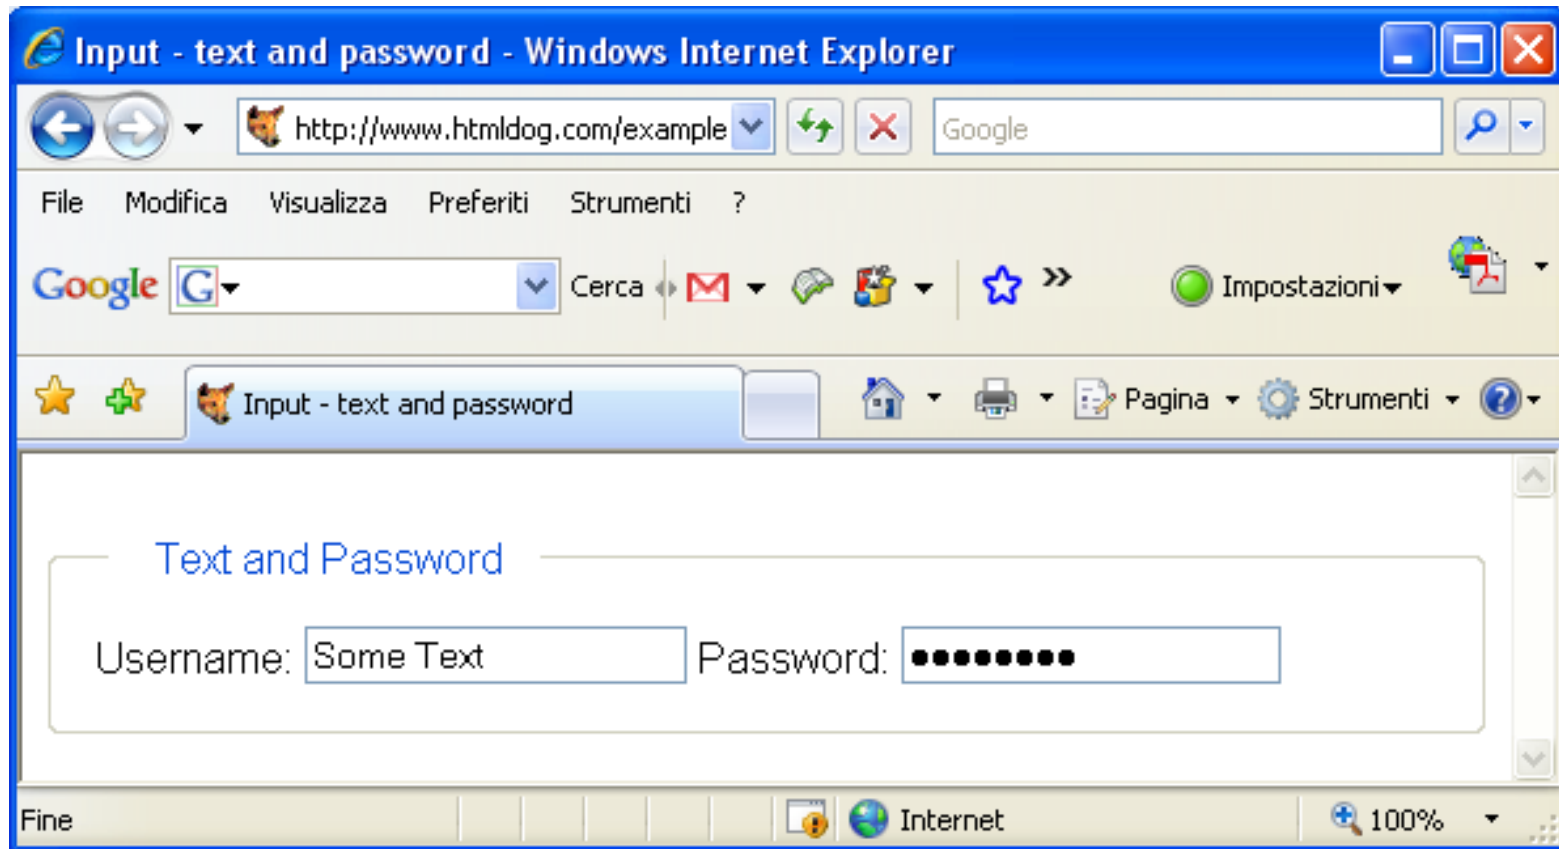 Input - text and password - Windows Internet Explorer
http://www.htmldog.com/example
Google
File Modifica Visualizza Preferiti Strumenti ?
Google G Cerca » Impostazioni
Input - text and password Pagina Strumenti ?
Text and Password
Username: Some Text Password: ●●●●●●●●
Fine Internet 100%